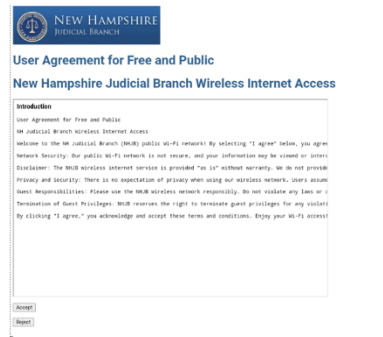 NEW HAMPSHIRE
JUDICIAL BRANCH
User Agreement for Free and Public
New Hampshire Judicial Branch Wireless Internet Access
Introduction
User Agreement for Free and Public
NH Judicial Branch Wireless Internet Access
Welcome to the NH Judicial Branch (NHJB) public Wi-Fi network! By selecting "I agree" below, you agree
Network Security: Our public Wi-Fi network is not secure, and your information may be viewed or interc
Disclaimer: The NHJB wireless internet service is provided "as is" without warranty. We do not provide
Privacy and Security: There is no expectation of privacy when using our wireless network. Users assume
Guest Responsibilities: Please use the NHJB wireless network responsibly. Do not violate any laws or
Termination of Guest Privileges: NHJB reserves the right to terminate guest privileges for any violati
By clicking "I agree," you acknowledge and accept these terms and conditions. Enjoy your Wi-Fi access!
Accept
Reject